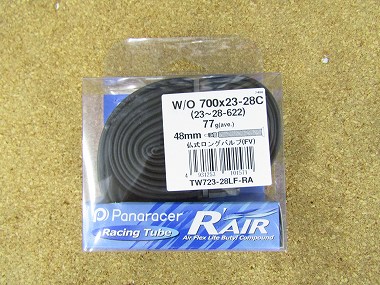 W/O 700x23-28C
(23~28-622)
77g(ave.)
48mm
仏式ロングバルブ(FV)
TW723-28LF-RA
Panaracer
Racing Tube
R'AIR
Air Flex Lite Butyl Compound